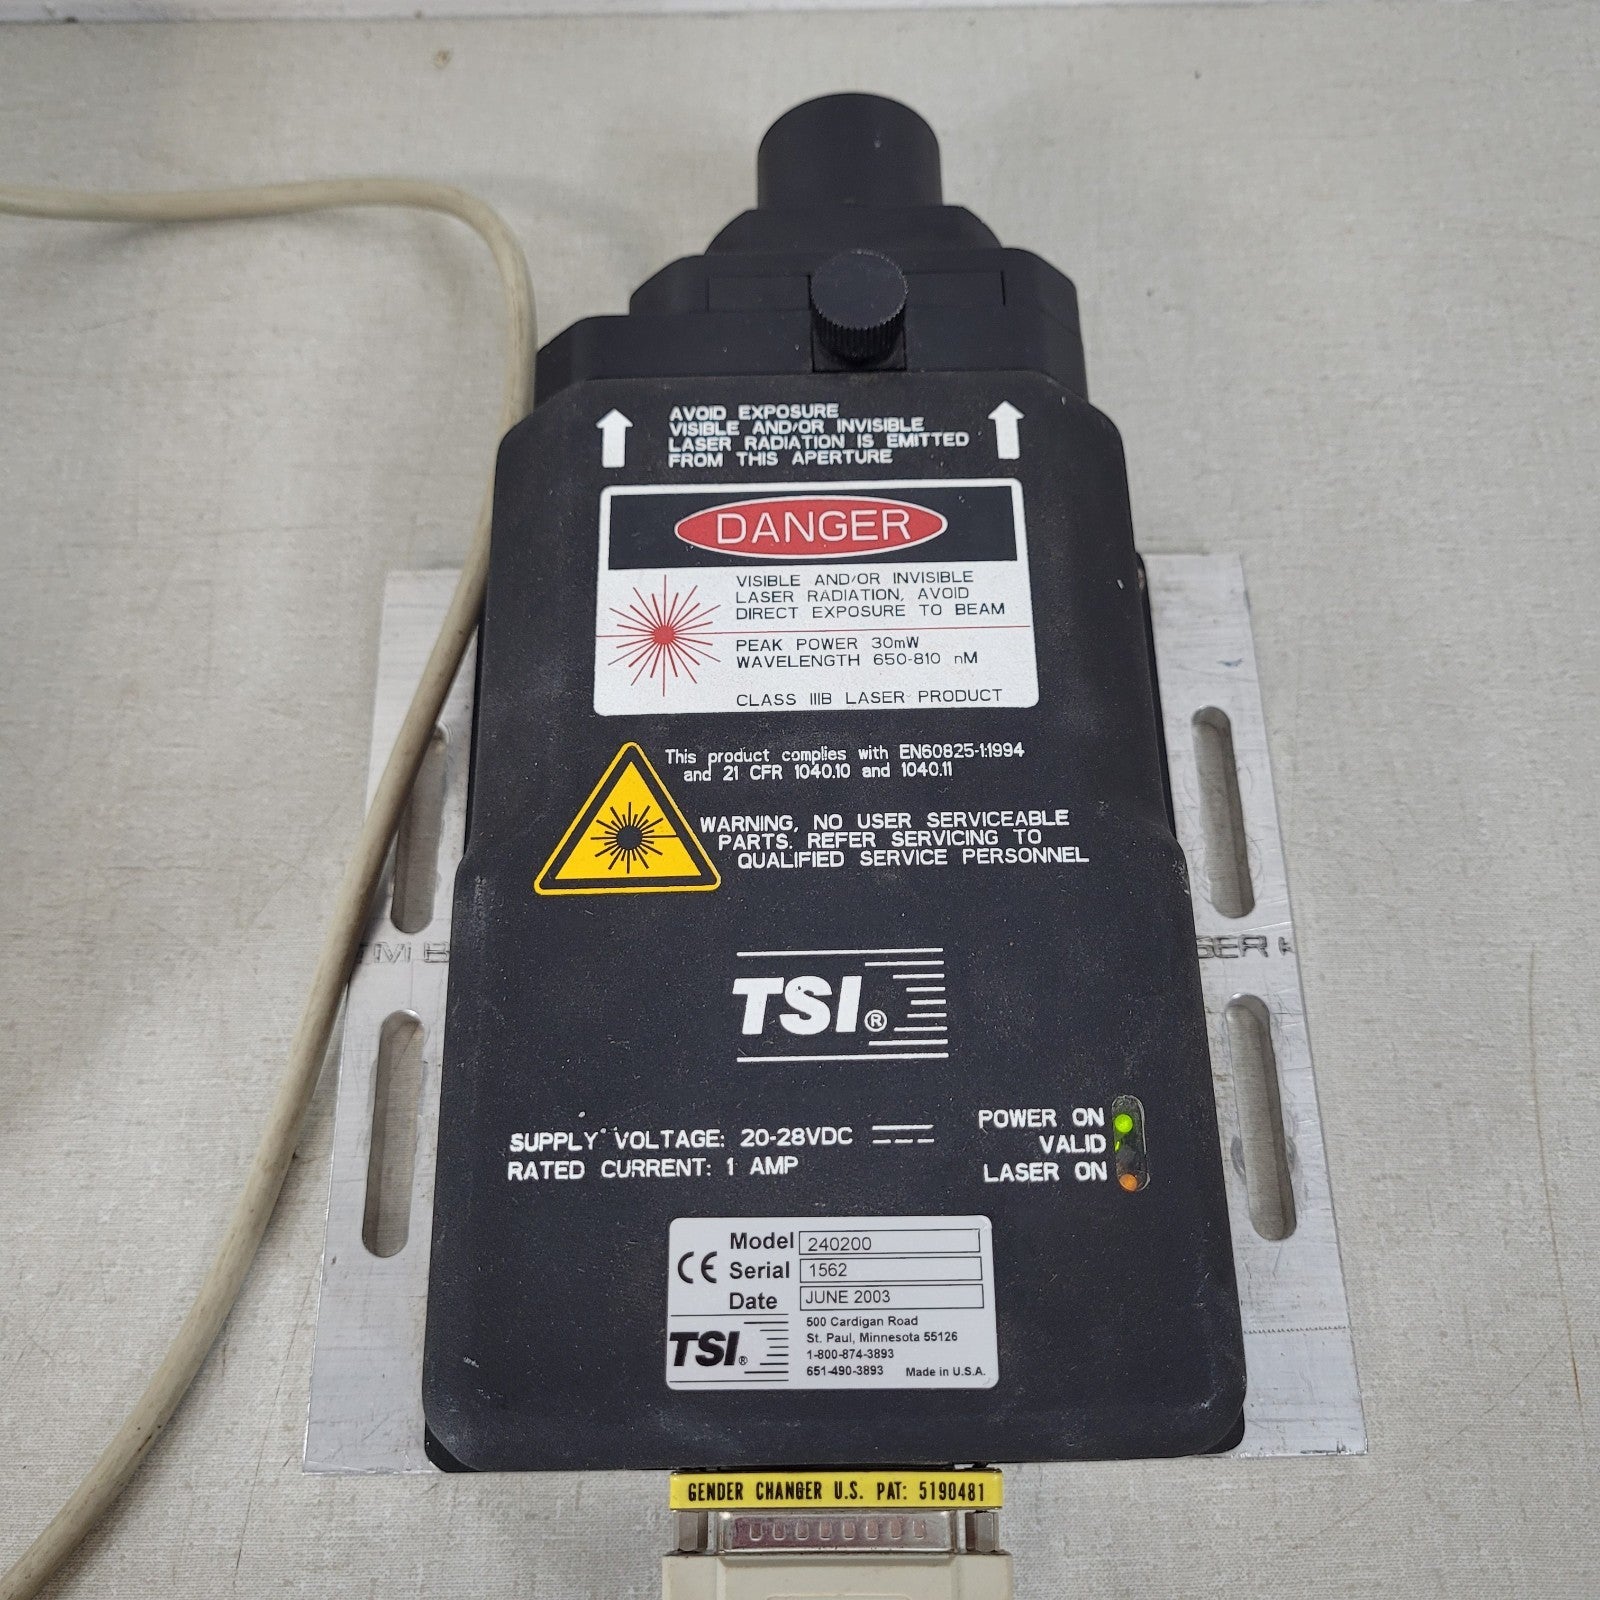 AVOID EXPOSURE
VISIBLE AND/OR INVISIBLE
LASER RADIATION IS EMITTED
FROM THIS APERTURE
DANGER
VISIBLE AND/OR INVISIBLE
LASER RADIATION, AVOID
DIRECT EXPOSURE TO BEAM
PEAK POWER 30mW
WAVELENGTH 650-810 nM
CLASS IIIB LASER PRODUCT
This product complies with EN60825-1:1994
and 21 CFR 1040.10 and 1040.11
WARNING, NO USER SERVICEABLE
PARTS. REFER SERVICING TO
QUALIFIED SERVICE PERSONNEL
TSI®
SUPPLY VOLTAGE: 20-28VDC
RATED CURRENT: 1 AMP
POWER ON
VALID
LASER ON
CE
Model 240200
Serial 1562
Date JUNE 2003
TSI®
500 Cardigan Road
St. Paul, Minnesota 55126
1-800-874-3893
651-490-3893 Made in U.S.A.
GENDER CHANGER U.S. PAT: 5190481